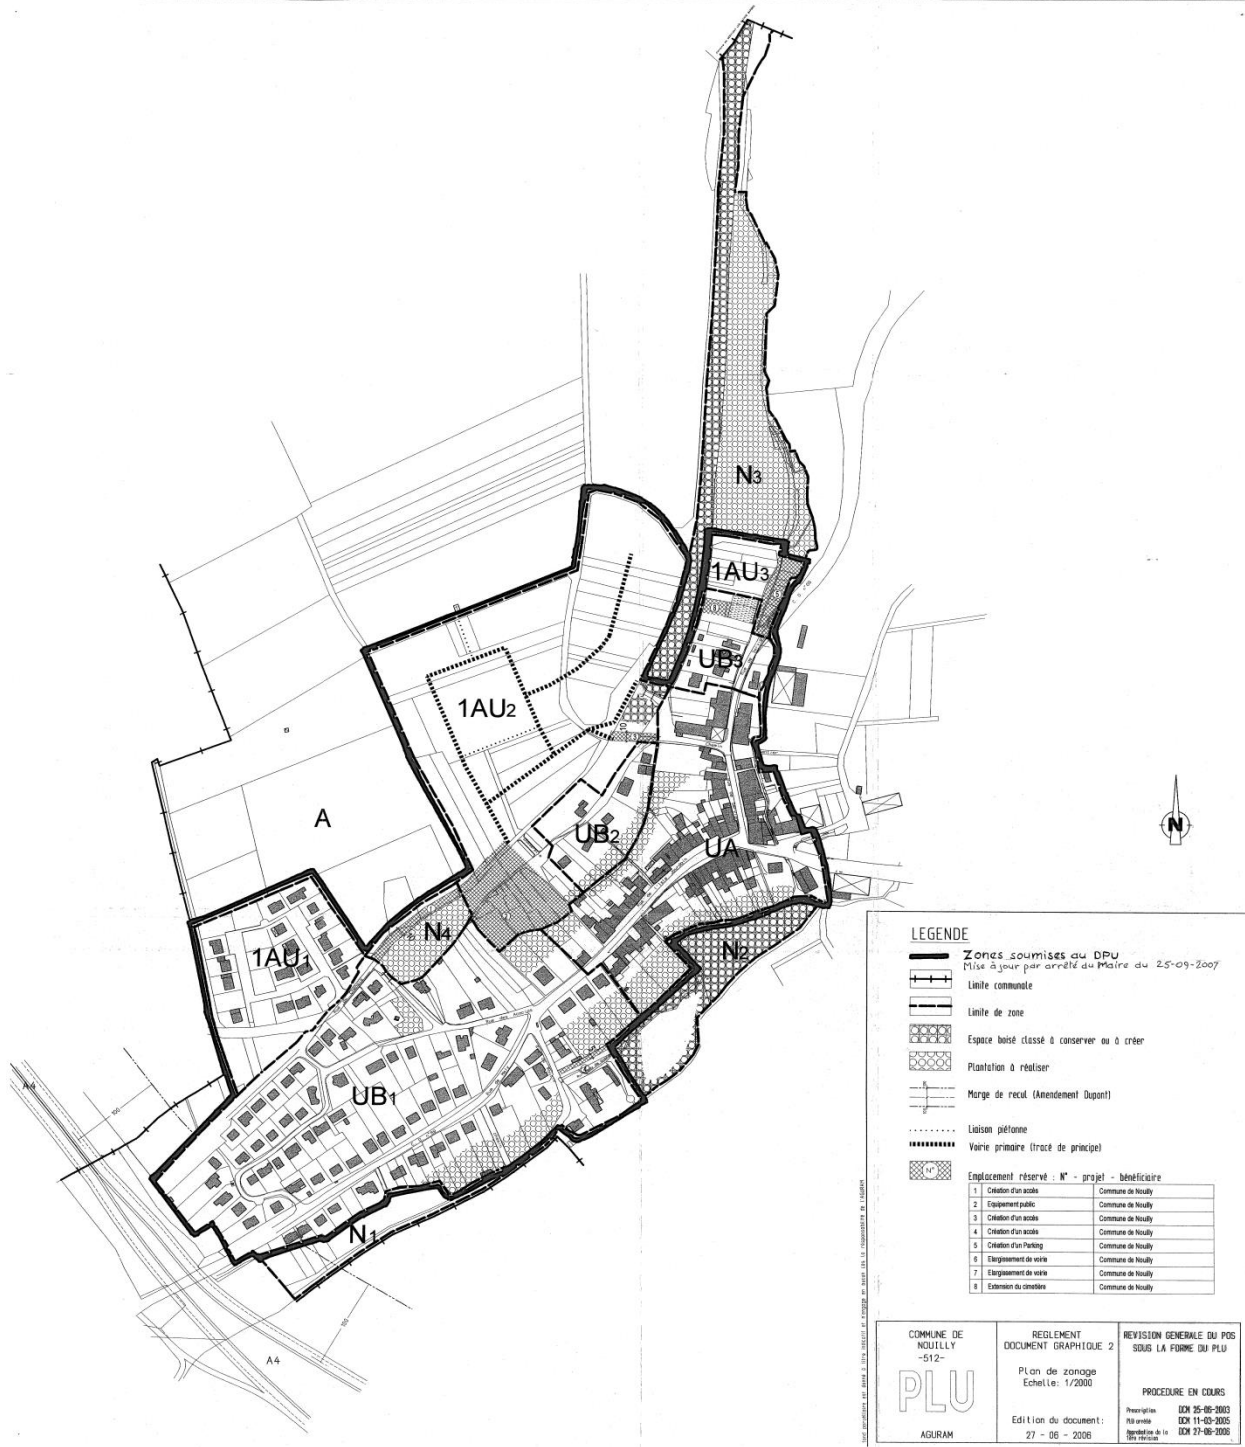 N3
1AU3
UB3
1AU2
10
A
UB2
UA
N4
N2
1AU1
UB1
N1
A4
100
100
A4
N
LEGENDE
Zones soumises au DPU
Mise à jour par arrêté du Maire du 25-09-2007
Limite communale
Limite de zone
Espace boisé classé à conserver ou à créer
Plantation à réaliser
Marge de recul (Amendement Dupont)
Liaison piétonne
Voirie primaire (tracé de principe)
N°
Emplacement réservé : N° - projet - bénéficiaire
1 Création d'un accès Commune de Nouilly
2 Equipement public Commune de Nouilly
3 Création d'un accès Commune de Nouilly
4 Création d'un accès Commune de Nouilly
5 Création d'un Parking Commune de Nouilly
6 Elargissement de voirie Commune de Nouilly
7 Elargissement de voirie Commune de Nouilly
8 Extension du cimetière Commune de Nouilly
COMMUNE DE
NOUILLY
-512-
PLU
AGURAM
REGLEMENT
DOCUMENT GRAPHIQUE 2
Plan de zonage
Echelle: 1/2000
Edition du document:
27 - 06 - 2006
REVISION GENERALE DU POS
SOUS LA FORME DU PLU
PROCEDURE EN COURS
Prescription DCM 25-06-2003
PLU arrêté DCM 11-03-2005
Approbation de la DCM 27-06-2006
1ère révision